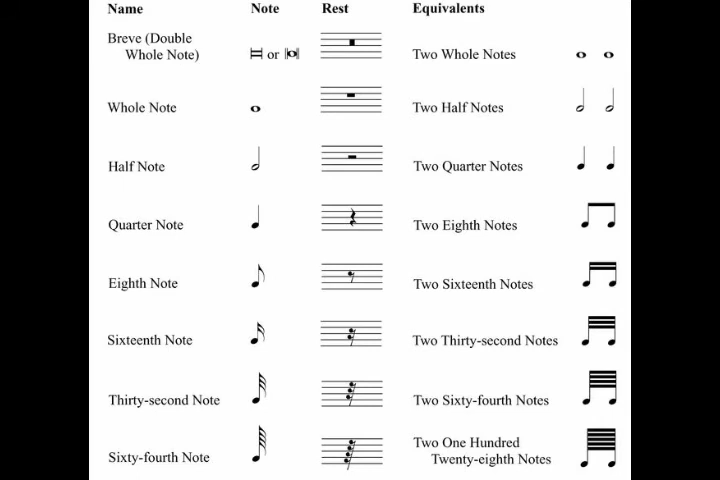 Name Note Rest Equivalents
Breve (Double
Whole Note) or Two Whole Notes
Whole Note Two Half Notes
Half Note Two Quarter Notes
Quarter Note Two Eighth Notes
Eighth Note Two Sixteenth Notes
Sixteenth Note Two Thirty-second Notes
Thirty-second Note Two Sixty-fourth Notes
Two One Hundred
Sixty-fourth Note Twenty-eighth Notes